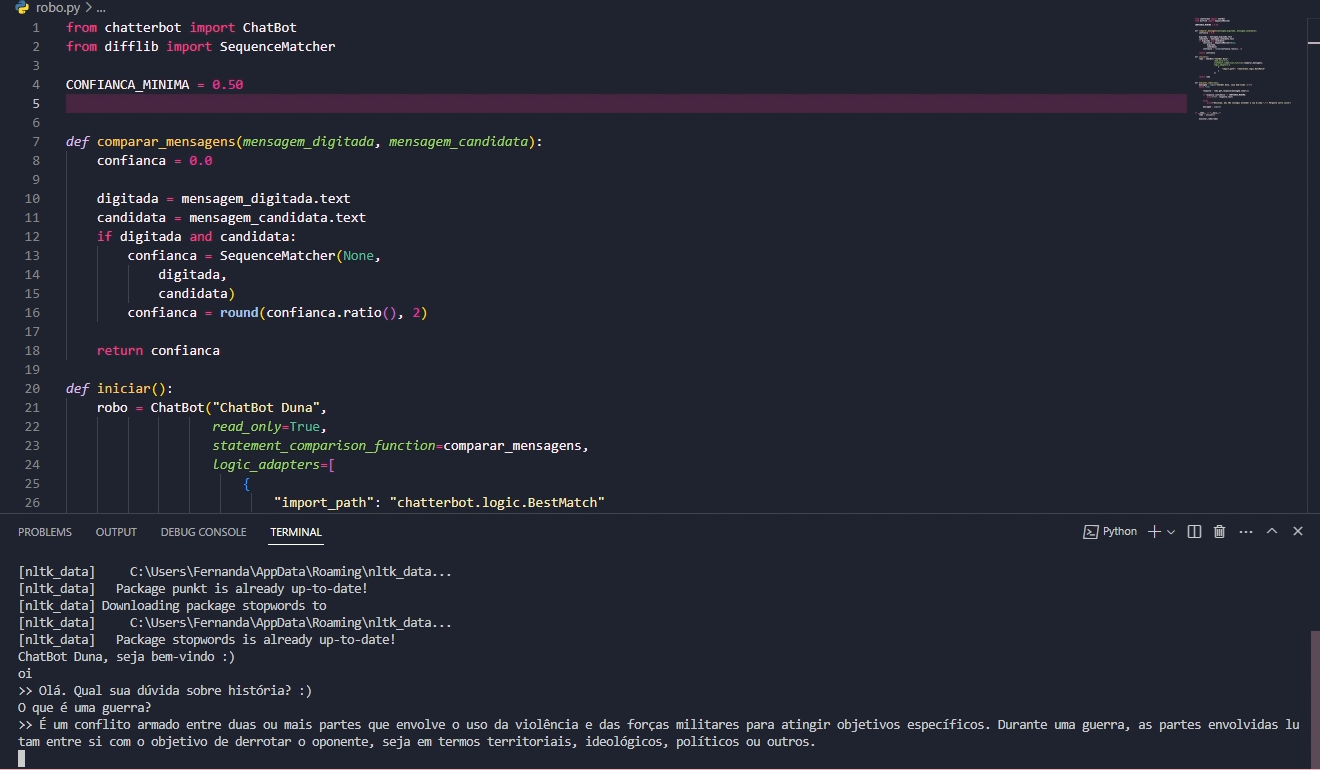 robo.py > ...
1 from chatterbot import ChatBot
2 from difflib import SequenceMatcher
3
4 CONFIANCA_MINIMA = 0.50
5
6
7 def comparar_mensagens(mensagem_digitada, mensagem_candidata):
8     confianca = 0.0
9
10     digitada = mensagem_digitada.text
11     candidata = mensagem_candidata.text
12     if digitada and candidata:
13         confianca = SequenceMatcher(None,
14             digitada,
15             candidata)
16         confianca = round(confianca.ratio(), 2)
17
18     return confianca
19
20 def iniciar():
21     robo = ChatBot("ChatBot Duna",
22                    read_only=True,
23                    statement_comparison_function=comparar_mensagens,
24                    logic_adapters=[
25                        {
26                            "import_path": "chatterbot.logic.BestMatch"
PROBLEMS OUTPUT DEBUG CONSOLE TERMINAL Python
[nltk_data]     C:\Users\Fernanda\AppData\Roaming\nltk_data...
[nltk_data]   Package punkt is already up-to-date!
[nltk_data] Downloading package stopwords to
[nltk_data]     C:\Users\Fernanda\AppData\Roaming\nltk_data...
[nltk_data]   Package stopwords is already up-to-date!
ChatBot Duna, seja bem-vindo :)
oi
>> Olá. Qual sua dúvida sobre história? :)
O que é uma guerra?
>> É um conflito armado entre duas ou mais partes que envolve o uso da violência e das forças militares para atingir objetivos específicos. Durante uma guerra, as partes envolvidas lu
tam entre si com o objetivo de derrotar o oponente, seja em termos territoriais, ideológicos, políticos ou outros.